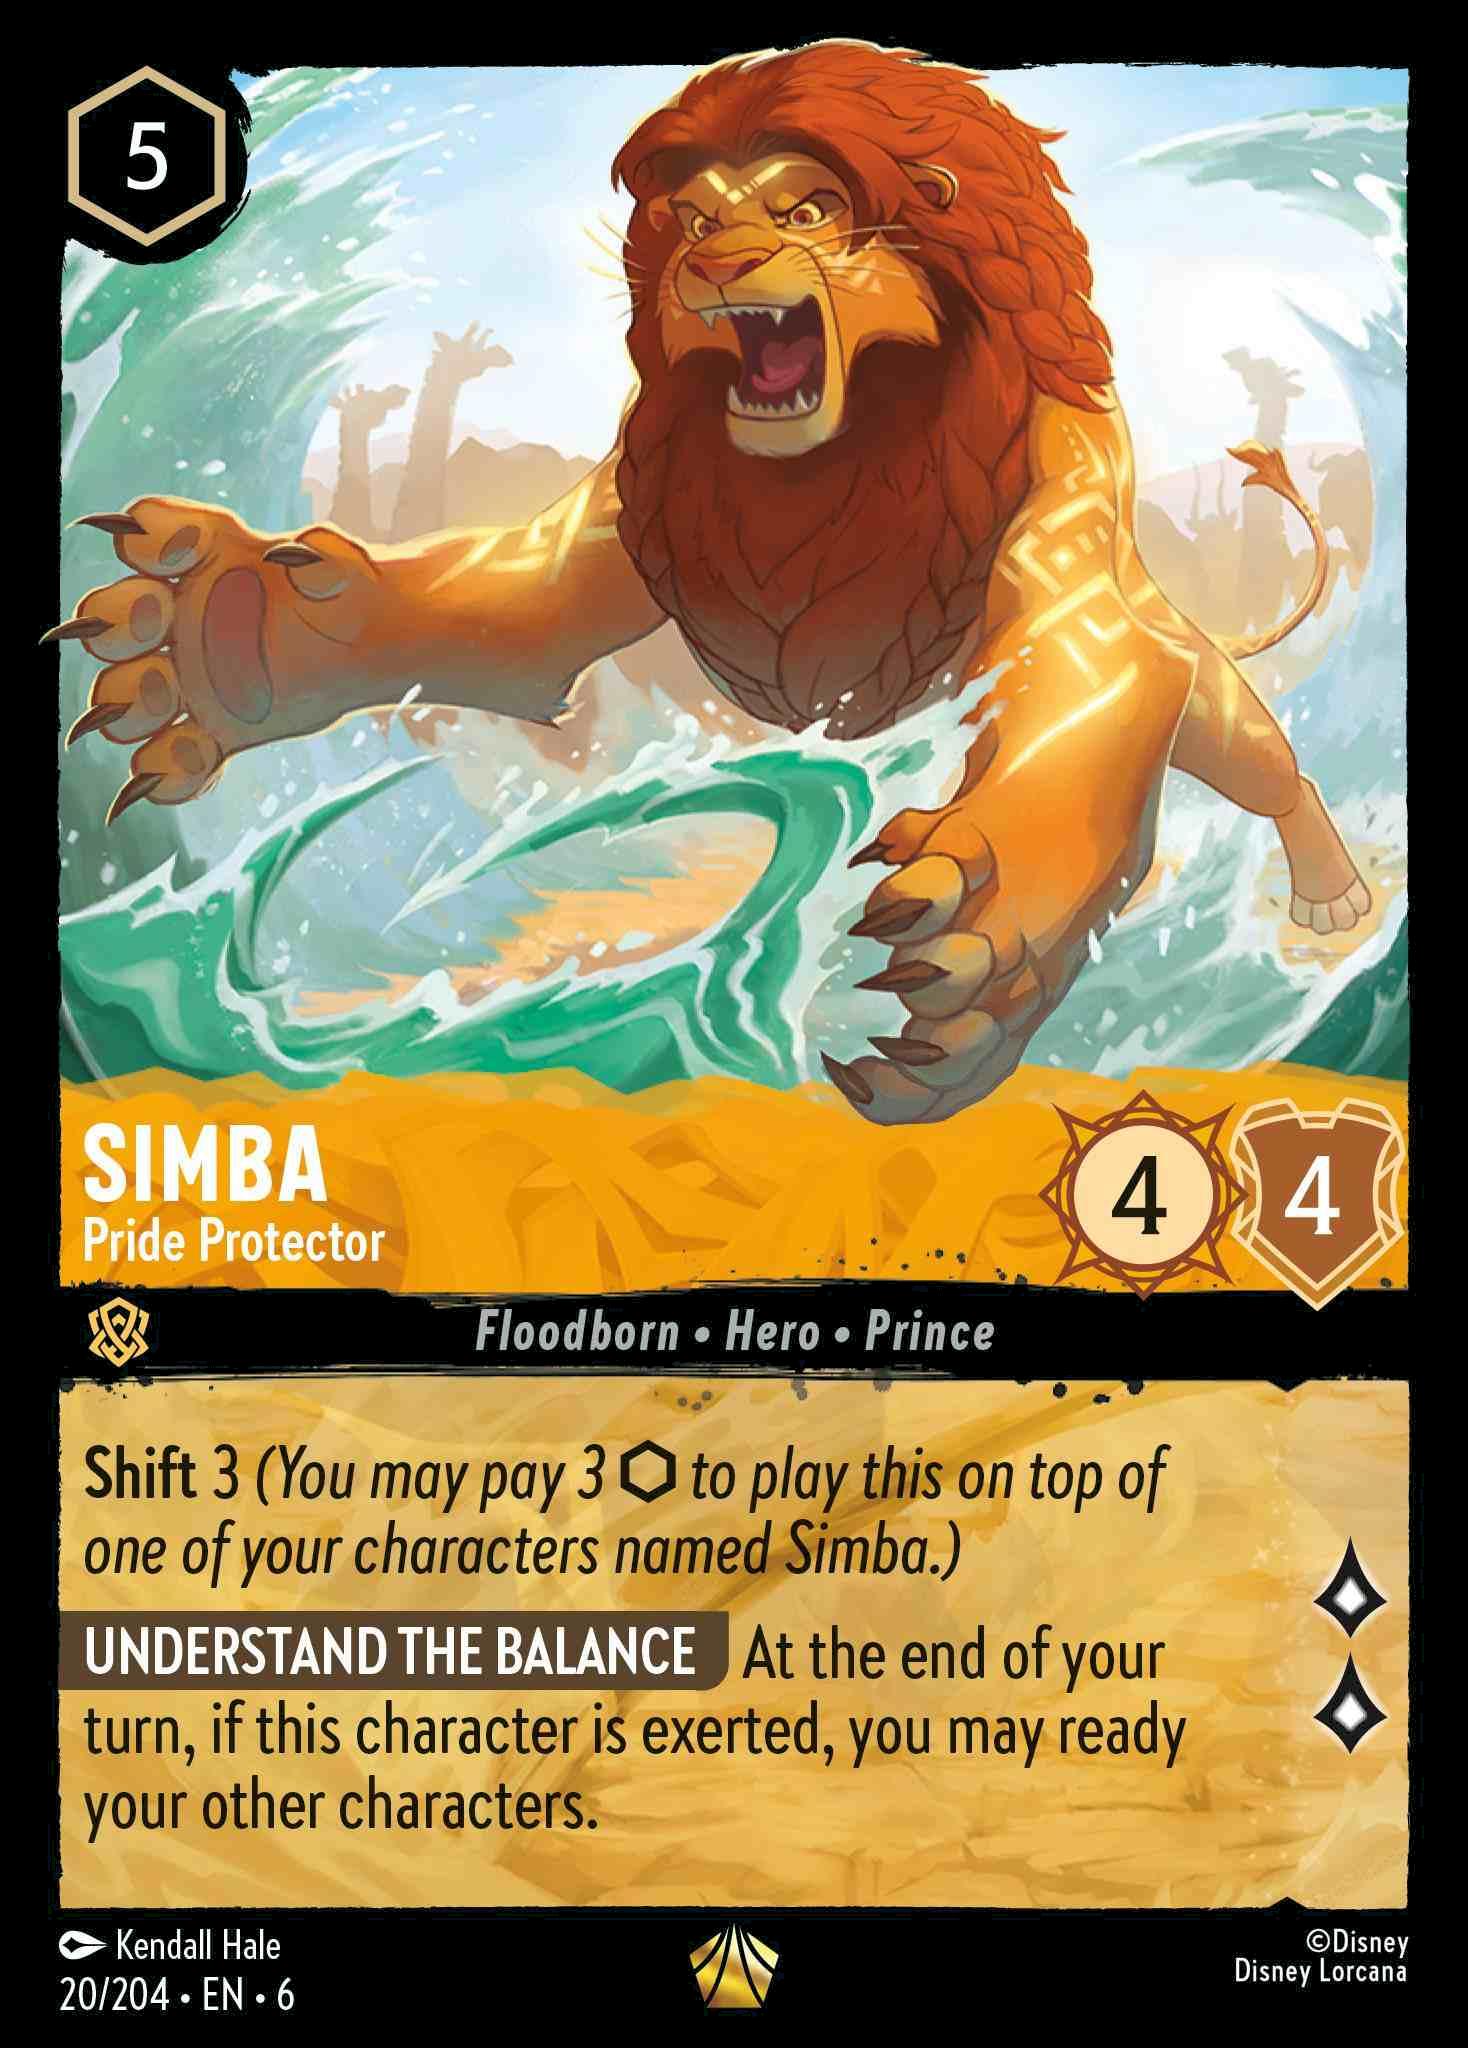 5
SIMBA
Pride Protector
4
4
Floodborn • Hero • Prince
Shift 3 (You may pay 3 ⬡ to play this on top of
one of your characters named Simba.)
UNDERSTAND THE BALANCE At the end of your
turn, if this character is exerted, you may ready
your other characters.
Kendall Hale
20/204 • EN • 6
©Disney
Disney Lorcana